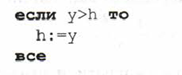 если y>h то
h:=y
все